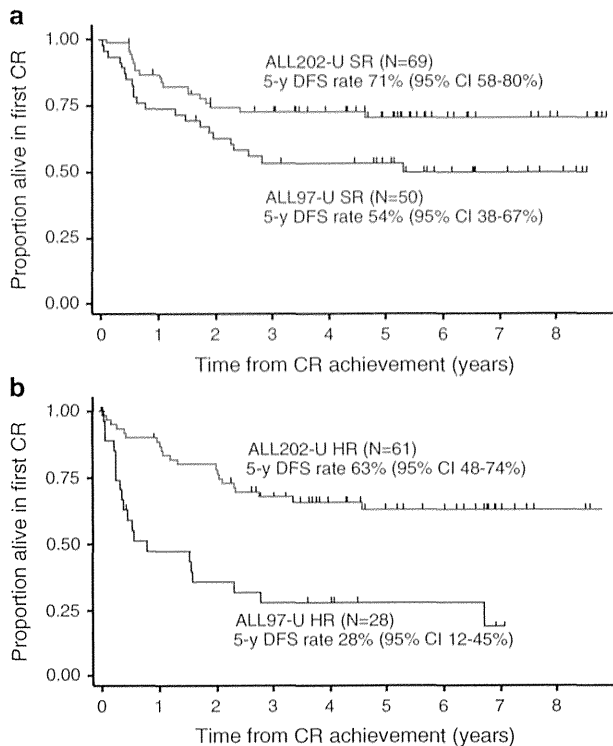 a
Proportion alive in first CR
1.00
0.75
0.50
0.25
0.00
ALL202-U SR (N=69)
5-y DFS rate 71% (95% CI 58-80%)
ALL97-U SR (N=50)
5-y DFS rate 54% (95% CI 38-67%)
0 1 2 3 4 5 6 7 8
Time from CR achievement (years)
b
Proportion alive in first CR
1.00
0.75
0.50
0.25
0.00
ALL202-U HR (N=61)
5-y DFS rate 63% (95% CI 48-74%)
ALL97-U HR (N=28)
5-y DFS rate 28% (95% CI 12-45%)
0 1 2 3 4 5 6 7 8
Time from CR achievement (years)